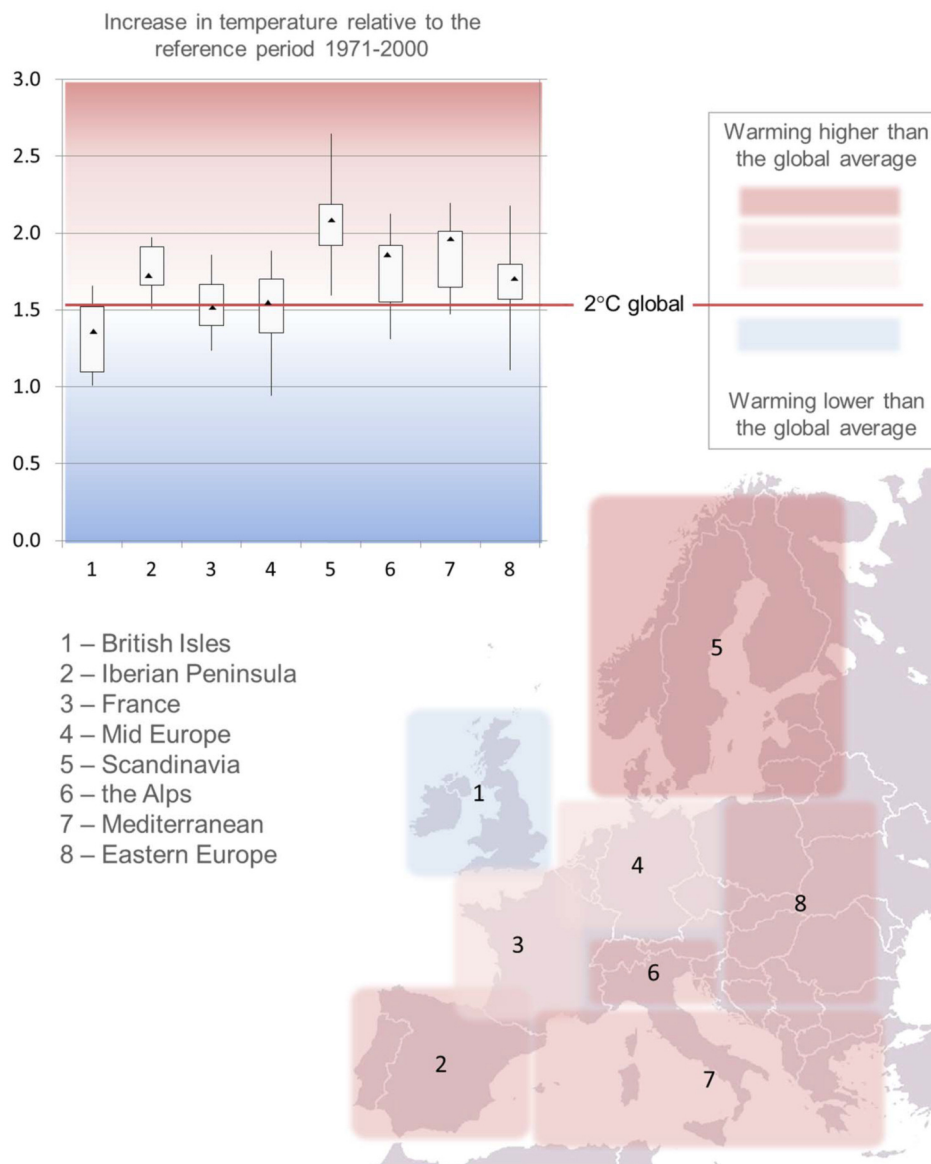 Increase in temperature relative to the
reference period 1971-2000
3.0
2.5
2.0
1.5
1.0
0.5
0.0
1 2 3 4 5 6 7 8
Warming higher than
the global average
2°C global
Warming lower than
the global average
1 – British Isles
2 – Iberian Peninsula
3 – France
4 – Mid Europe
5 – Scandinavia
6 – the Alps
7 – Mediterranean
8 – Eastern Europe
5
1
4
8
3
6
2
7